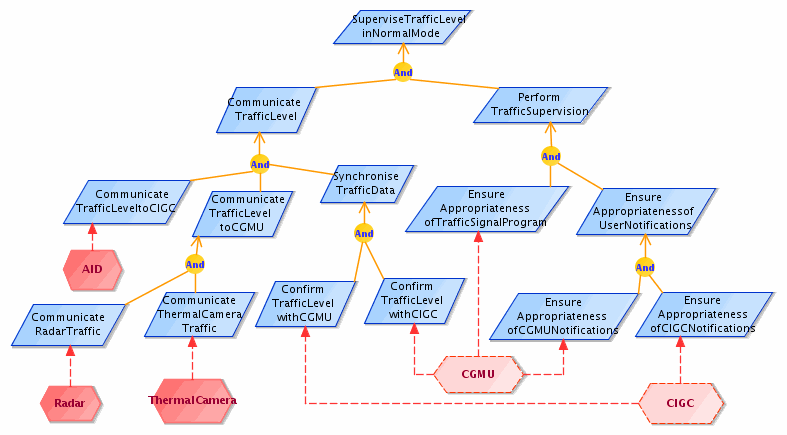 SuperviseTrafficLevel
inNormalMode
And
Communicate
TrafficLevel
Perform
TrafficSupervision
And
And
Communicate
TrafficLeveltoCIGC
Communicate
TrafficLevel
toCGMU
Synchronise
TrafficData
Ensure
Appropriateness
ofTrafficSignalProgram
Ensure
Appropriatenessof
UserNotifications
AID
And
And
And
Communicate
RadarTraffic
Communicate
ThermalCamera
Traffic
Confirm
TrafficLevel
withCGMU
Confirm
TrafficLevel
withCIGC
Ensure
Appropriateness
ofCGMUNotifications
Ensure
Appropriateness
ofCIGCNotifications
CGMU
Radar
ThermalCamera
CIGC